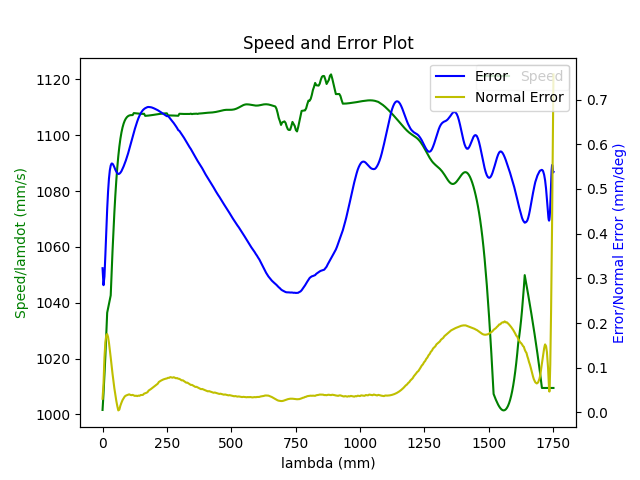 Speed and Error Plot
Error Speed
Normal Error
1120
1100
1080
1060
1040
1020
1000
Speed/lamdot (mm/s)
0.7
0.6
0.5
0.4
0.3
0.2
0.1
0.0
Error/Normal Error (mm/deg)
0 250 500 750 1000 1250 1500 1750
lambda (mm)